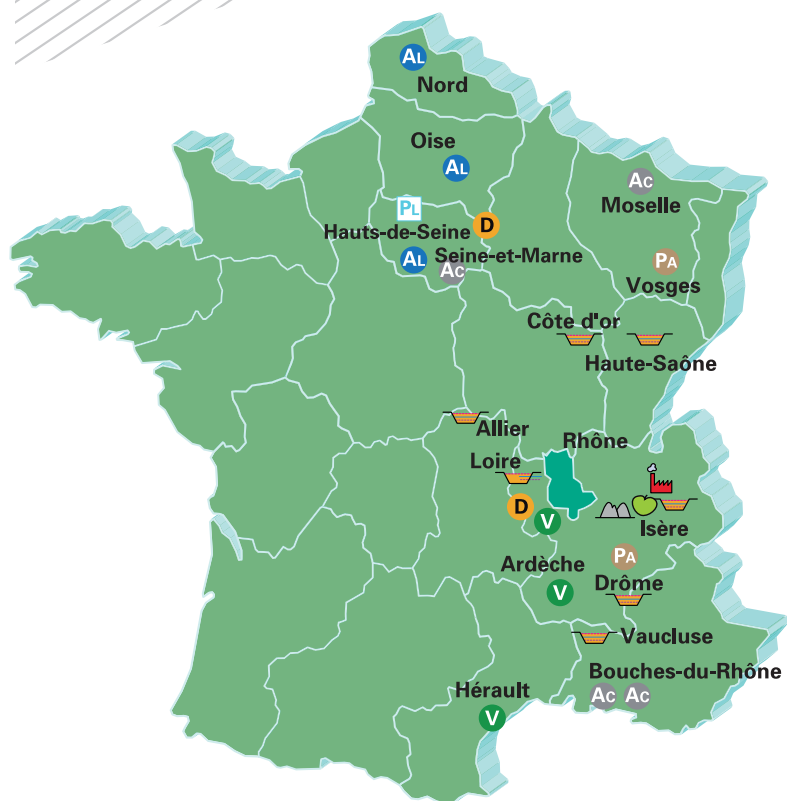 AL
Nord
Oise
AL
AC
Moselle
PL
Hauts-de-Seine
D
AL
Seine-et-Marne
AC
PA
Vosges
Côte d'or
Haute-Saône
Allier
Rhône
Loire
D
V
Isère
Ardèche
V
PA
Drôme
Vaucluse
Bouches-du-Rhône
AC
AC
Hérault
V